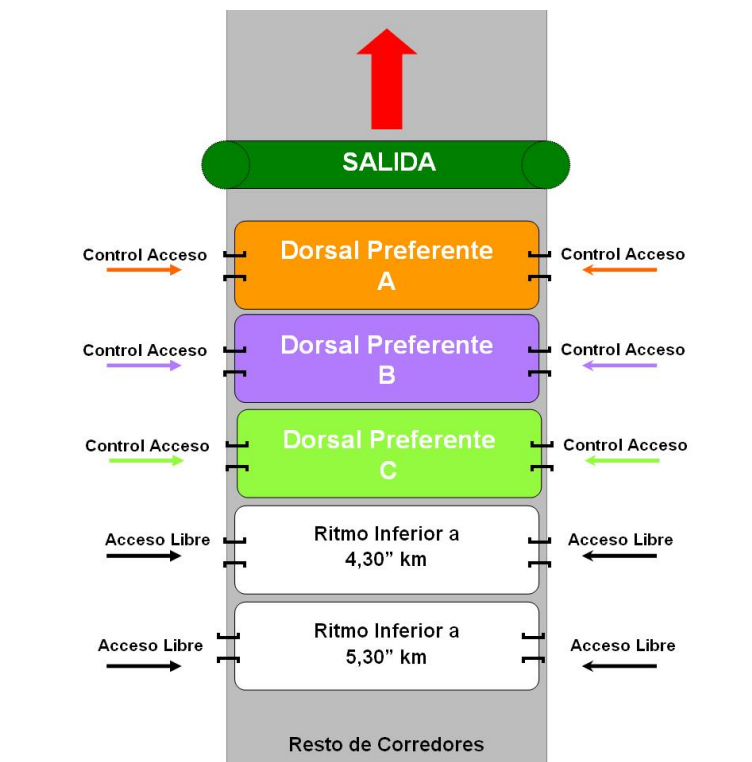 SALIDA
Control Acceso
Dorsal Preferente
A
Control Acceso
Control Acceso
Dorsal Preferente
B
Control Acceso
Control Acceso
Dorsal Preferente
C
Control Acceso
Acceso Libre
Ritmo Inferior a
4,30” km
Acceso Libre
Acceso Libre
Ritmo Inferior a
5,30” km
Acceso Libre
Resto de Corredores